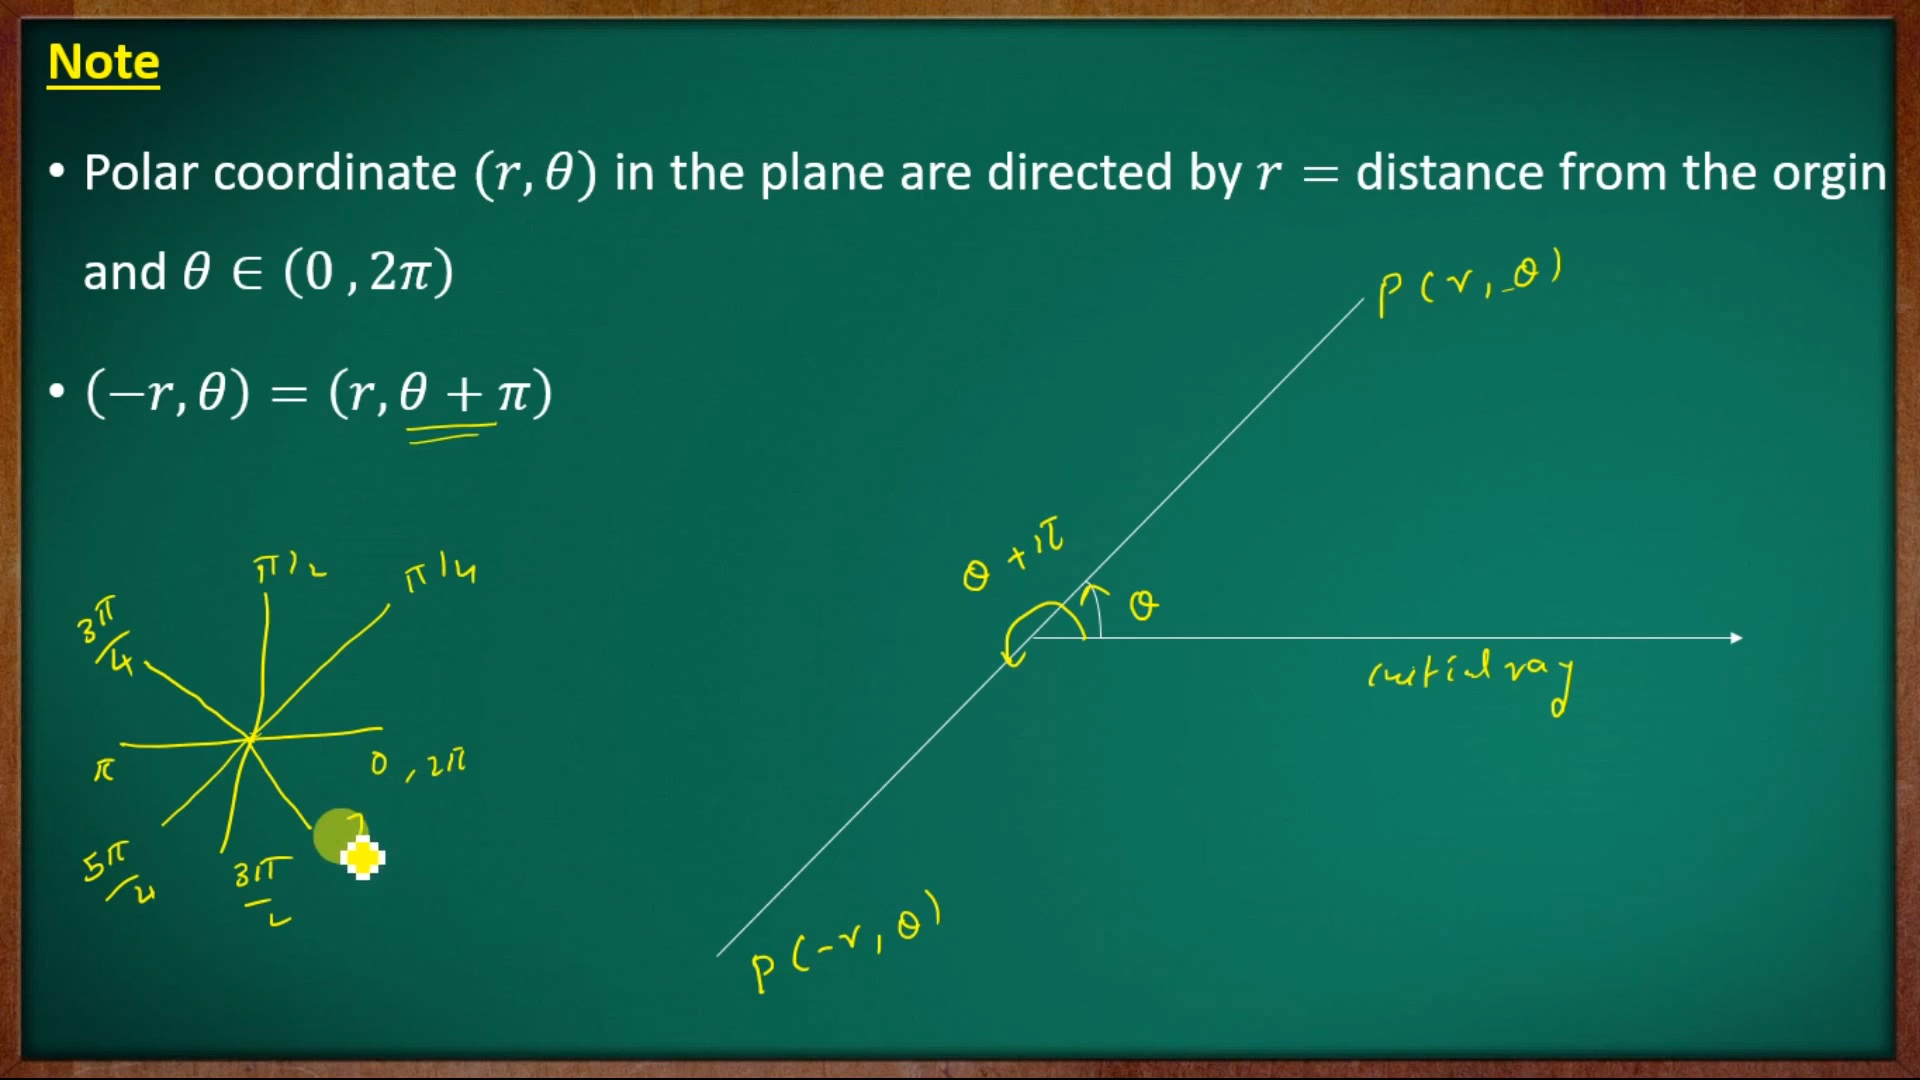 Note
• Polar coordinate (r, θ) in the plane are directed by r = distance from the orgin
and θ ∈ (0 , 2π)
• (−r, θ) = (r, θ + π)
P(r, θ)
θ + π
θ
initial ray
P(-r, θ)
π/2
π/4
3π/4
π
0, 2π
5π/4
3π/2
7